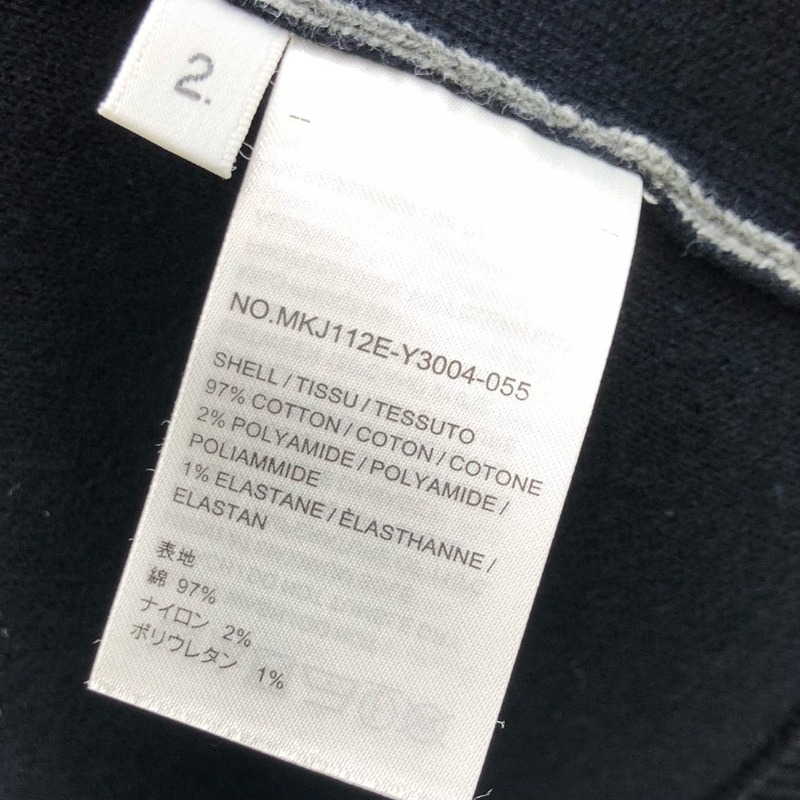 2.
NO.MKJ112E-Y3004-055
SHELL / TISSU / TESSUTO
97% COTTON / COTON / COTONE
2% POLYAMIDE / POLYAMIDE /
POLIAMMIDE
1% ELASTANE / ÉLASTHANNE /
ELASTAN
表地
綿 97%
ナイロン 2%
ポリウレタン 1%